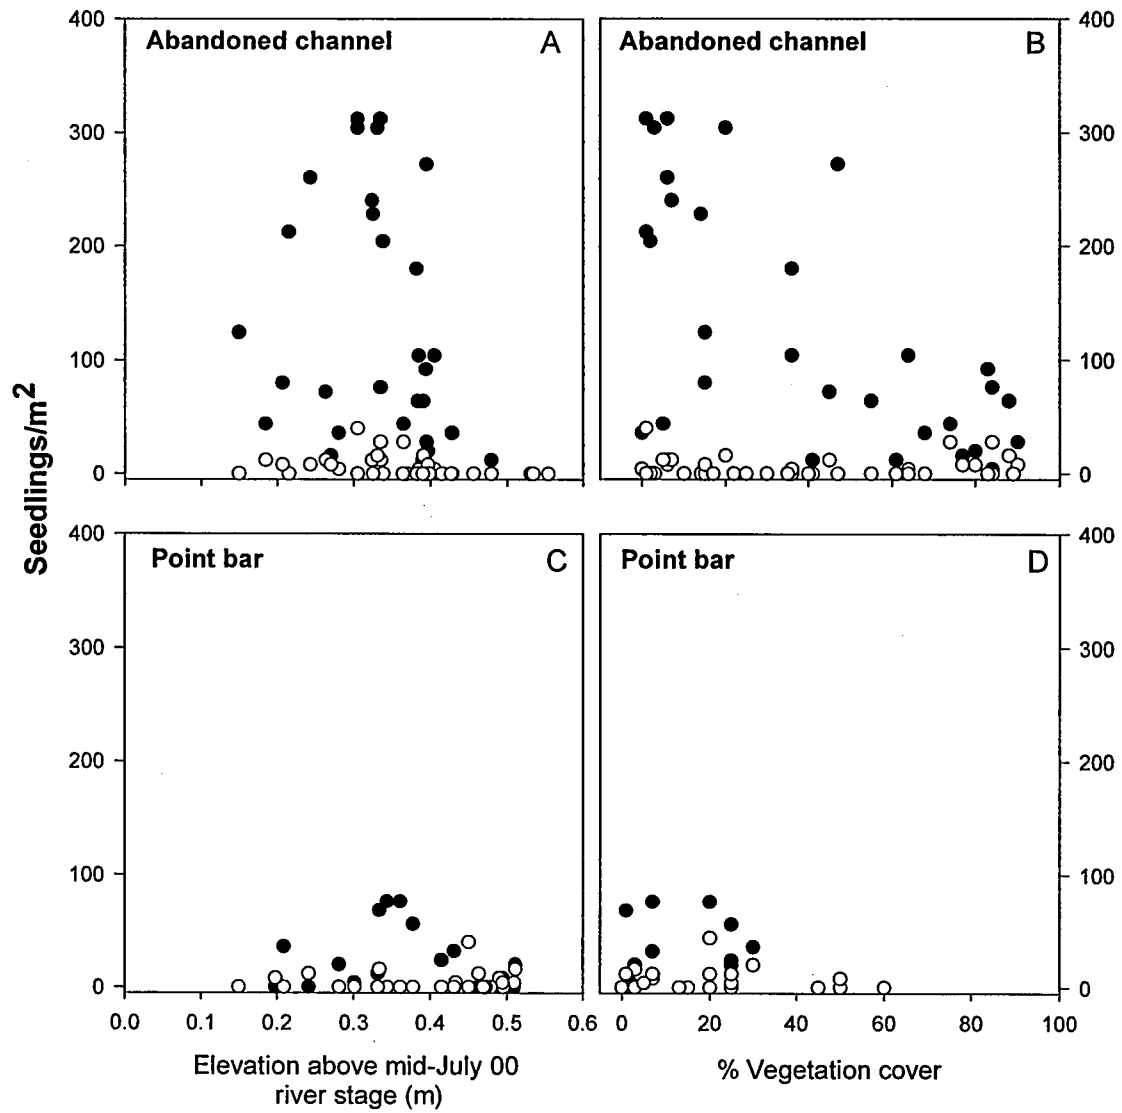 400
Abandoned channel A
Abandoned channel B
400
300
300
200
200
100
100
0
0
Seedlings/m²
400
Point bar C
Point bar D
400
300
300
200
200
100
100
0
0
0.0 0.1 0.2 0.3 0.4 0.5 0.6
0 20 40 60 80 100
Elevation above mid-July 00
river stage (m)
% Vegetation cover